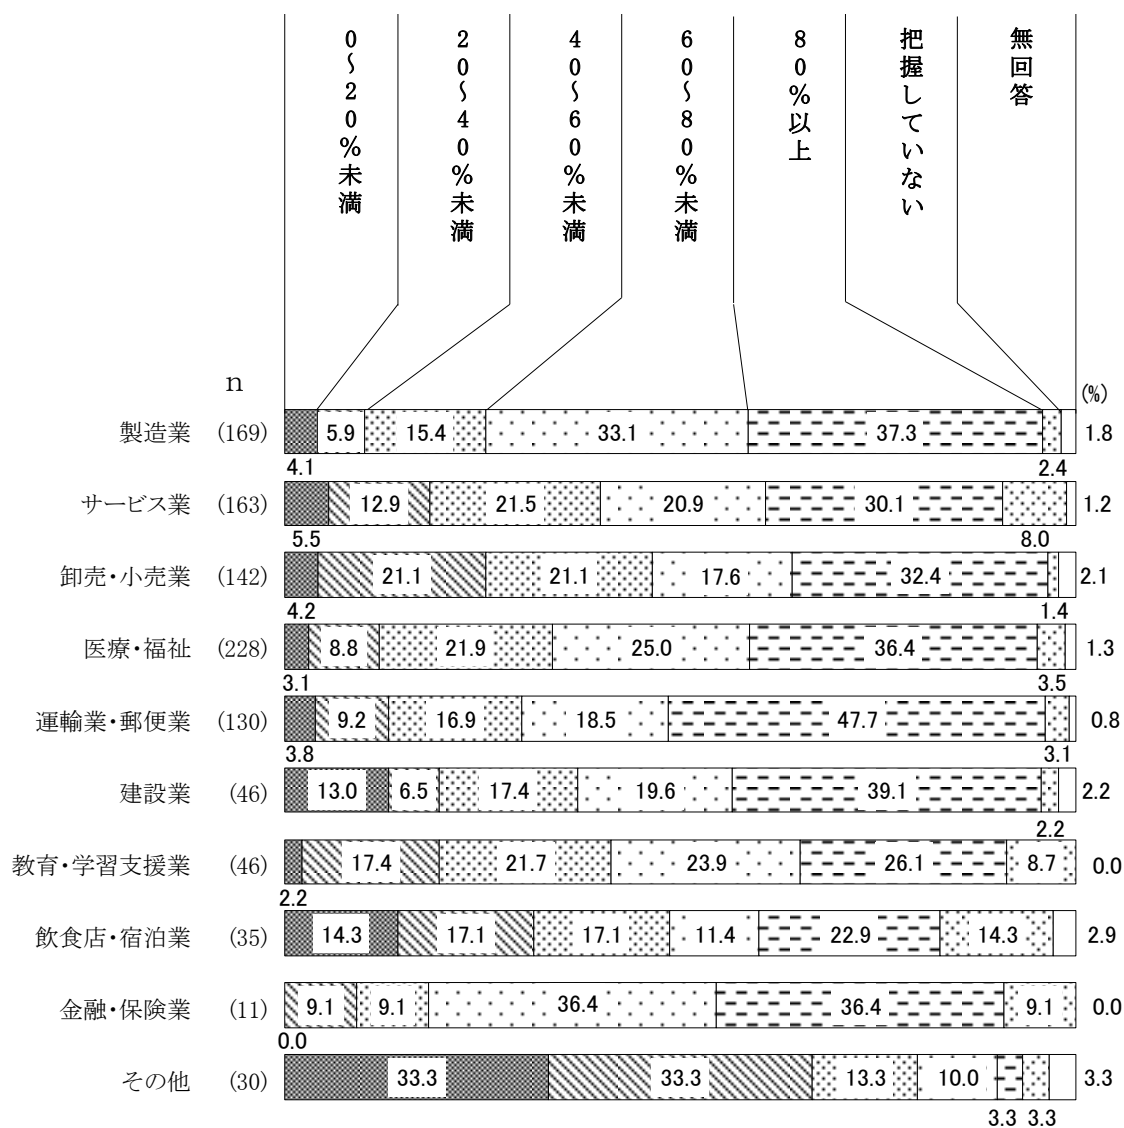 0~20%未満
20~40%未満
40~60%未満
60~80%未満
80%以上
把握していない
無回答
n
(%)
製造業 (169) 5.9 15.4 33.1 37.3 1.8
4.1 2.4
サービス業 (163) 12.9 21.5 20.9 30.1 1.2
5.5 8.0
卸売・小売業 (142) 21.1 21.1 17.6 32.4 2.1
4.2 1.4
医療・福祉 (228) 8.8 21.9 25.0 36.4 1.3
3.1 3.5
運輸業・郵便業 (130) 9.2 16.9 18.5 47.7 0.8
3.8 3.1
建設業 (46) 13.0 6.5 17.4 19.6 39.1 2.2
2.2
教育・学習支援業 (46) 17.4 21.7 23.9 26.1 8.7 0.0
2.2
飲食店・宿泊業 (35) 14.3 17.1 17.1 11.4 22.9 14.3 2.9
金融・保険業 (11) 9.1 9.1 36.4 36.4 9.1 0.0
0.0
その他 (30) 33.3 33.3 13.3 10.0 3.3
3.3 3.3